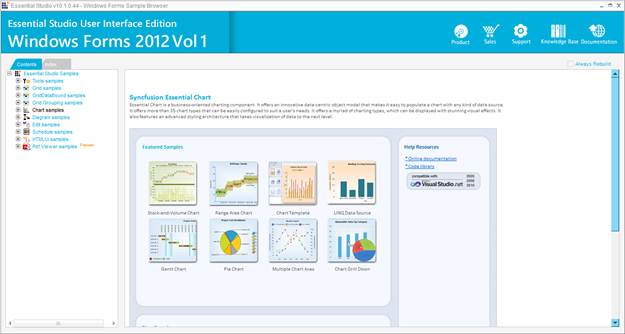 Essential Studio v10.1.0.44 - Windows Forms Sample Browser
Essential Studio User Interface Edition
Windows Forms 2012 Vol 1
Product
Sales
Support
Knowledge Base
Documentation
Contents
Index
Always Rebuild
Essential Studio Samples
Tools samples
Grid samples
GridDataBound samples
Grid Grouping samples
Chart samples
Diagram samples
Edit samples
Schedule samples
HTMLUI samples
Pdf Viewer samples
Preview
Syncfusion Essential Chart
Essential Chart is a business-oriented charting component. It offers an innovative data-centric object model that makes it easy to populate a chart with any kind of data source.
It offers more than 35 chart types that can be easily configured to suit a user's needs. It offers a myriad of charting types, which can be displayed with stunning visual effects. It
also features an advanced styling architecture that takes visualization of data to the next level.
Featured Samples
Stock-and-Volume Chart
Range Area Chart
Chart Template
LINQ Data Source
Gantt Chart
Pie Chart
Multiple Chart Axes
Chart Drill Down
Help Resources
Online documentation
Code library
compatible with
Microsoft
Visual Studio.net
2005
2008
2010